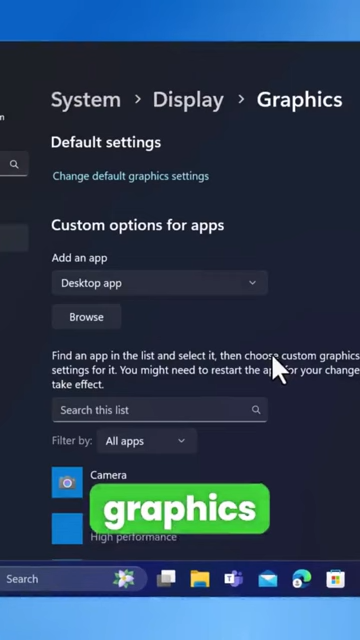 System > Display > Graphics
Default settings
Change default graphics settings
Custom options for apps
Add an app
Desktop app
Browse
Find an app in the list and select it, then choose custom graphics
settings for it. You might need to restart the app for your change
take effect.
Search this list
Filter by: All apps
Camera
graphics
High performance
Search